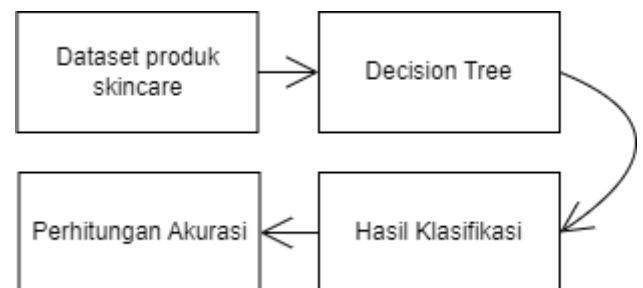 Dataset produk
skincare
Decision Tree
Hasil Klasifikasi
Perhitungan Akurasi